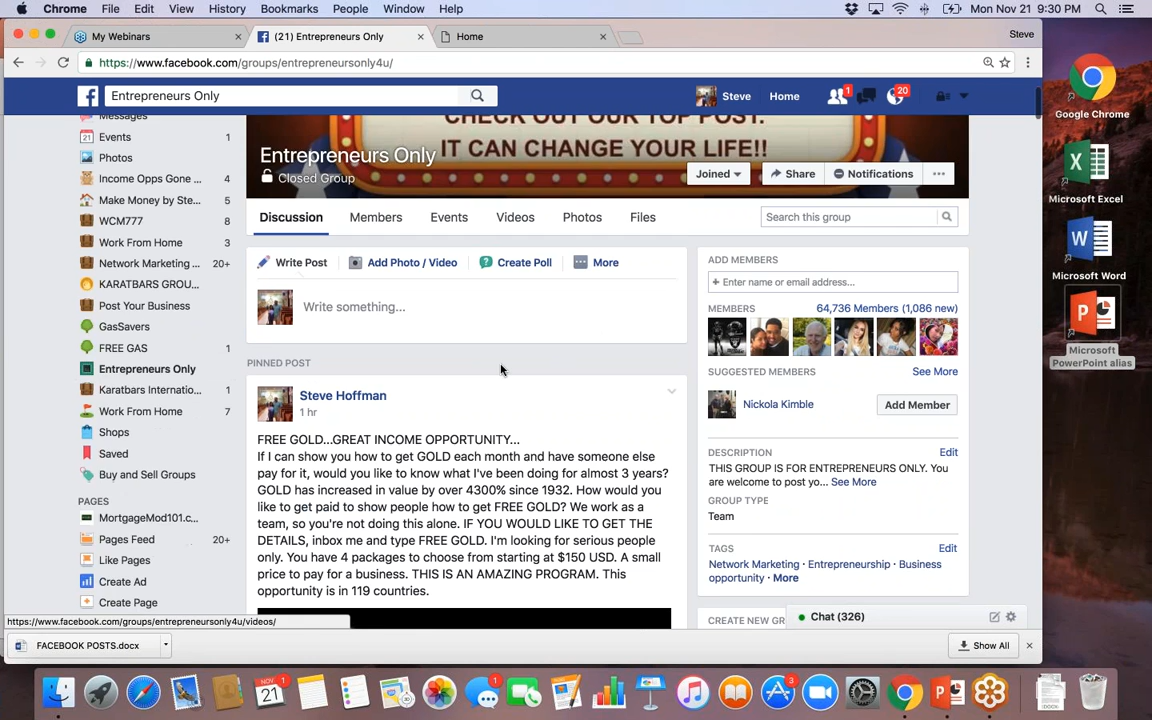 Chrome File Edit View History Bookmarks People Window Help Mon Nov 21 9:30 PM
My Webinars (21) Entrepreneurs Only Home Steve
https://www.facebook.com/groups/entrepreneursonly4u/
Entrepreneurs Only Steve Home 1 20
Messages
Events 1
Photos
Income Opps Gone ... 4
Make Money by Ste... 5
WCM777 8
Work From Home 3
Network Marketing ... 20+
KARATBARS GROU...
Post Your Business
GasSavers
FREE GAS 1
Entrepreneurs Only
Karatbars Internatio... 1
Work From Home 7
Shops
Saved
Buy and Sell Groups
PAGES
MortgageMod101.c...
Pages Feed 20+
Like Pages
Create Ad
Create Page
CHECK OUT OUR TOP POST.
IT CAN CHANGE YOUR LIFE!!
Entrepreneurs Only
Closed Group
Joined Share Notifications
Discussion Members Events Videos Photos Files Search this group
Write Post Add Photo / Video Create Poll More
Write something...
PINNED POST
Steve Hoffman
1 hr
FREE GOLD...GREAT INCOME OPPORTUNITY...
If I can show you how to get GOLD each month and have someone else
pay for it, would you like to know what I've been doing for almost 3 years?
GOLD has increased in value by over 4300% since 1932. How would you
like to get paid to show people how to get FREE GOLD? We work as a
team, so you're not doing this alone. IF YOU WOULD LIKE TO GET THE
DETAILS, inbox me and type FREE GOLD. I'm looking for serious people
only. You have 4 packages to choose from starting at $150 USD. A small
price to pay for a business. THIS IS AN AMAZING PROGRAM. This
opportunity is in 119 countries.
ADD MEMBERS
+ Enter name or email address...
MEMBERS 64,736 Members (1,086 new)
SUGGESTED MEMBERS See More
Nickola Kimble Add Member
DESCRIPTION Edit
THIS GROUP IS FOR ENTREPRENEURS ONLY. You
are welcome to post yo... See More
GROUP TYPE
Team
TAGS Edit
Network Marketing · Entrepreneurship · Business
opportunity · More
CREATE NEW GR
Chat (326)
https://www.facebook.com/groups/entrepreneursonly4u/videos/
FACEBOOK POSTS.docx Show All
Google Chrome
Microsoft Excel
Microsoft Word
Microsoft
PowerPoint alias
NOV
21
1
1
3